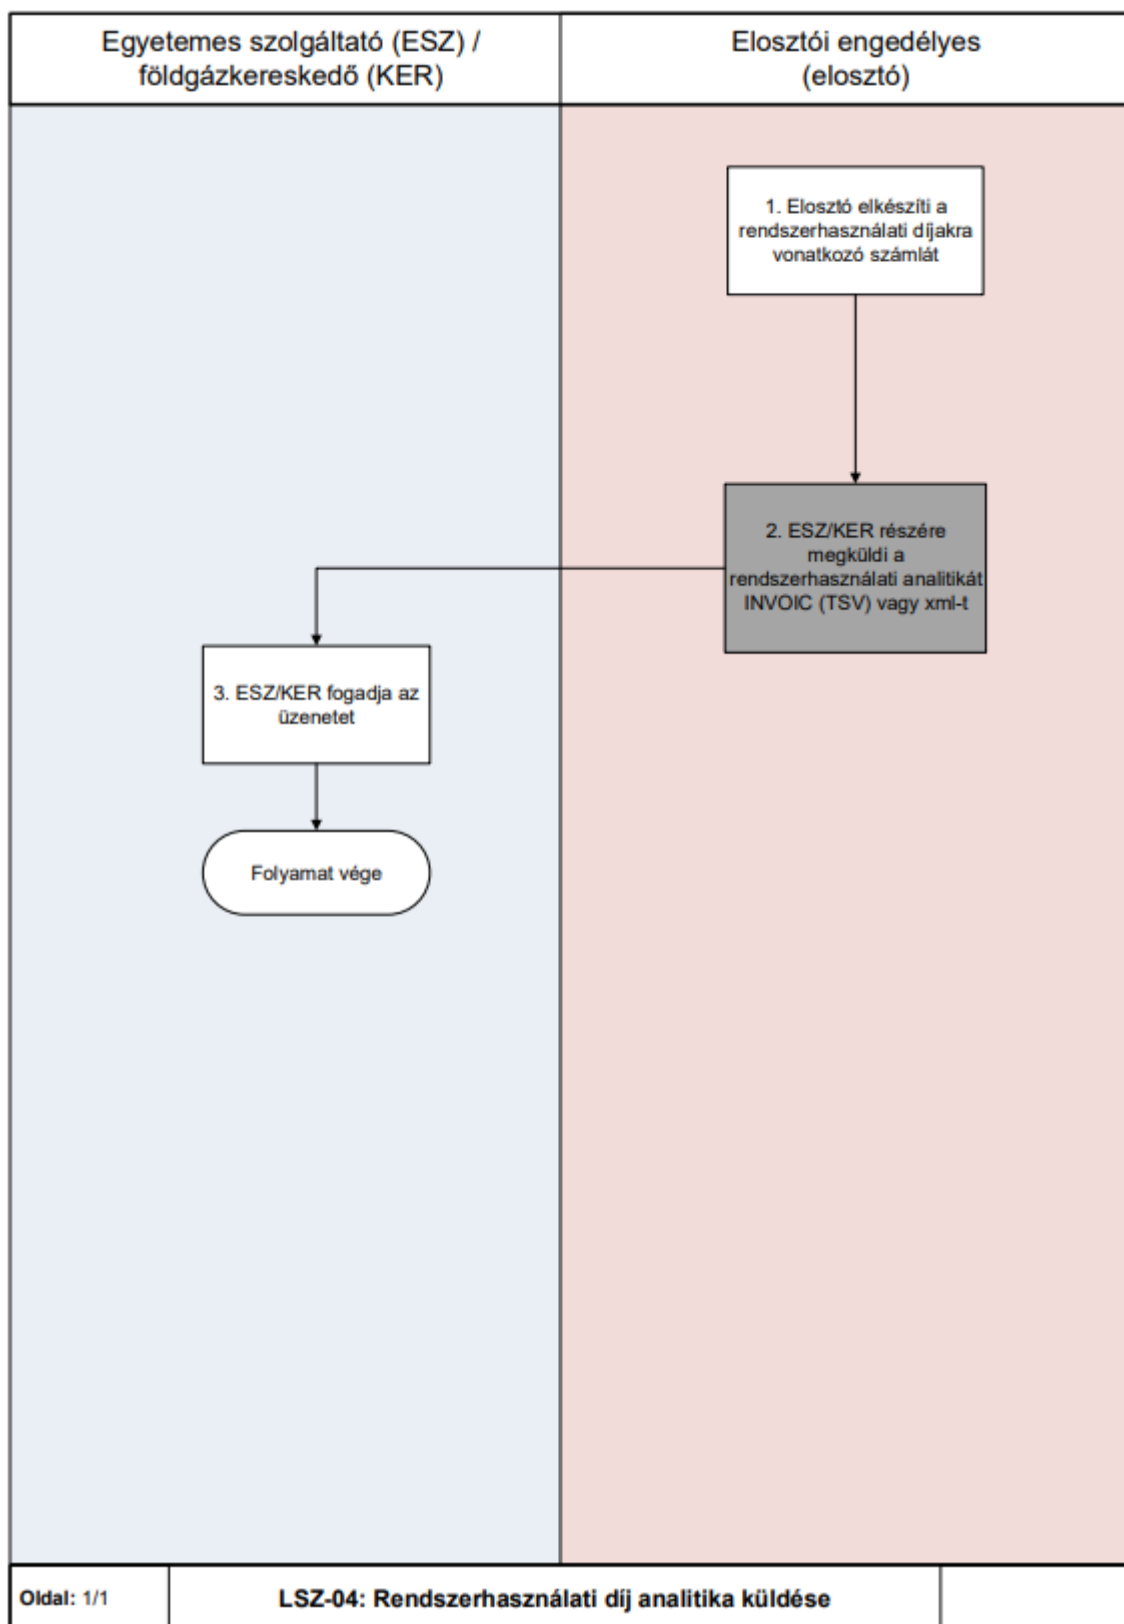 Egyetemes szolgáltató (ESZ) /
földgázkereskedő (KER)
Elosztói engedélyes
(elosztó)
1. Elosztó elkészíti a
rendszerhasználati díjakra
vonatkozó számlát
2. ESZ/KER részére
megküldi a
rendszerhasználati analitikát
INVOIC (TSV) vagy xml-t
3. ESZ/KER fogadja az
üzenetet
Folyamat vége
Oldal: 1/1
LSZ-04: Rendszerhasználati díj analitika küldése